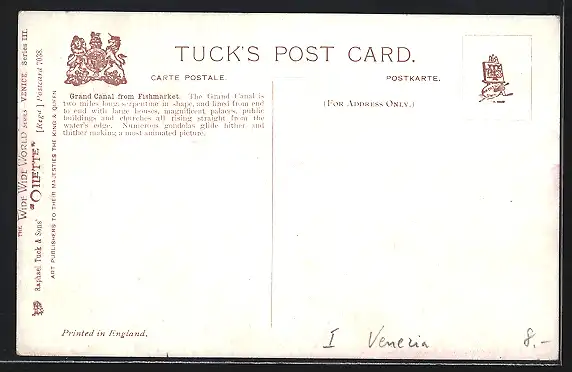 TUCK'S POST CARD.
CARTE POSTALE.
POSTKARTE.
(FOR ADDRESS ONLY.)
Grand Canal from Fishmarket. The Grand Canal is
two miles long, serpentine in shape, and lined from end
to end with large houses, magnificent palaces, public
buildings and churches all rising straight from the
water's edge. Numerous gondolas glide hither and
thither making a most animated picture.
THE WIDE WIDE WORLD SERIES VENICE. Series III.
Raphael Tuck & Sons' "OILETTE" [Regd.] Postcard 7038.
ART PUBLISHERS TO THEIR MAJESTIES THE KING & QUEEN
Printed in England.
I Venezia 8.-